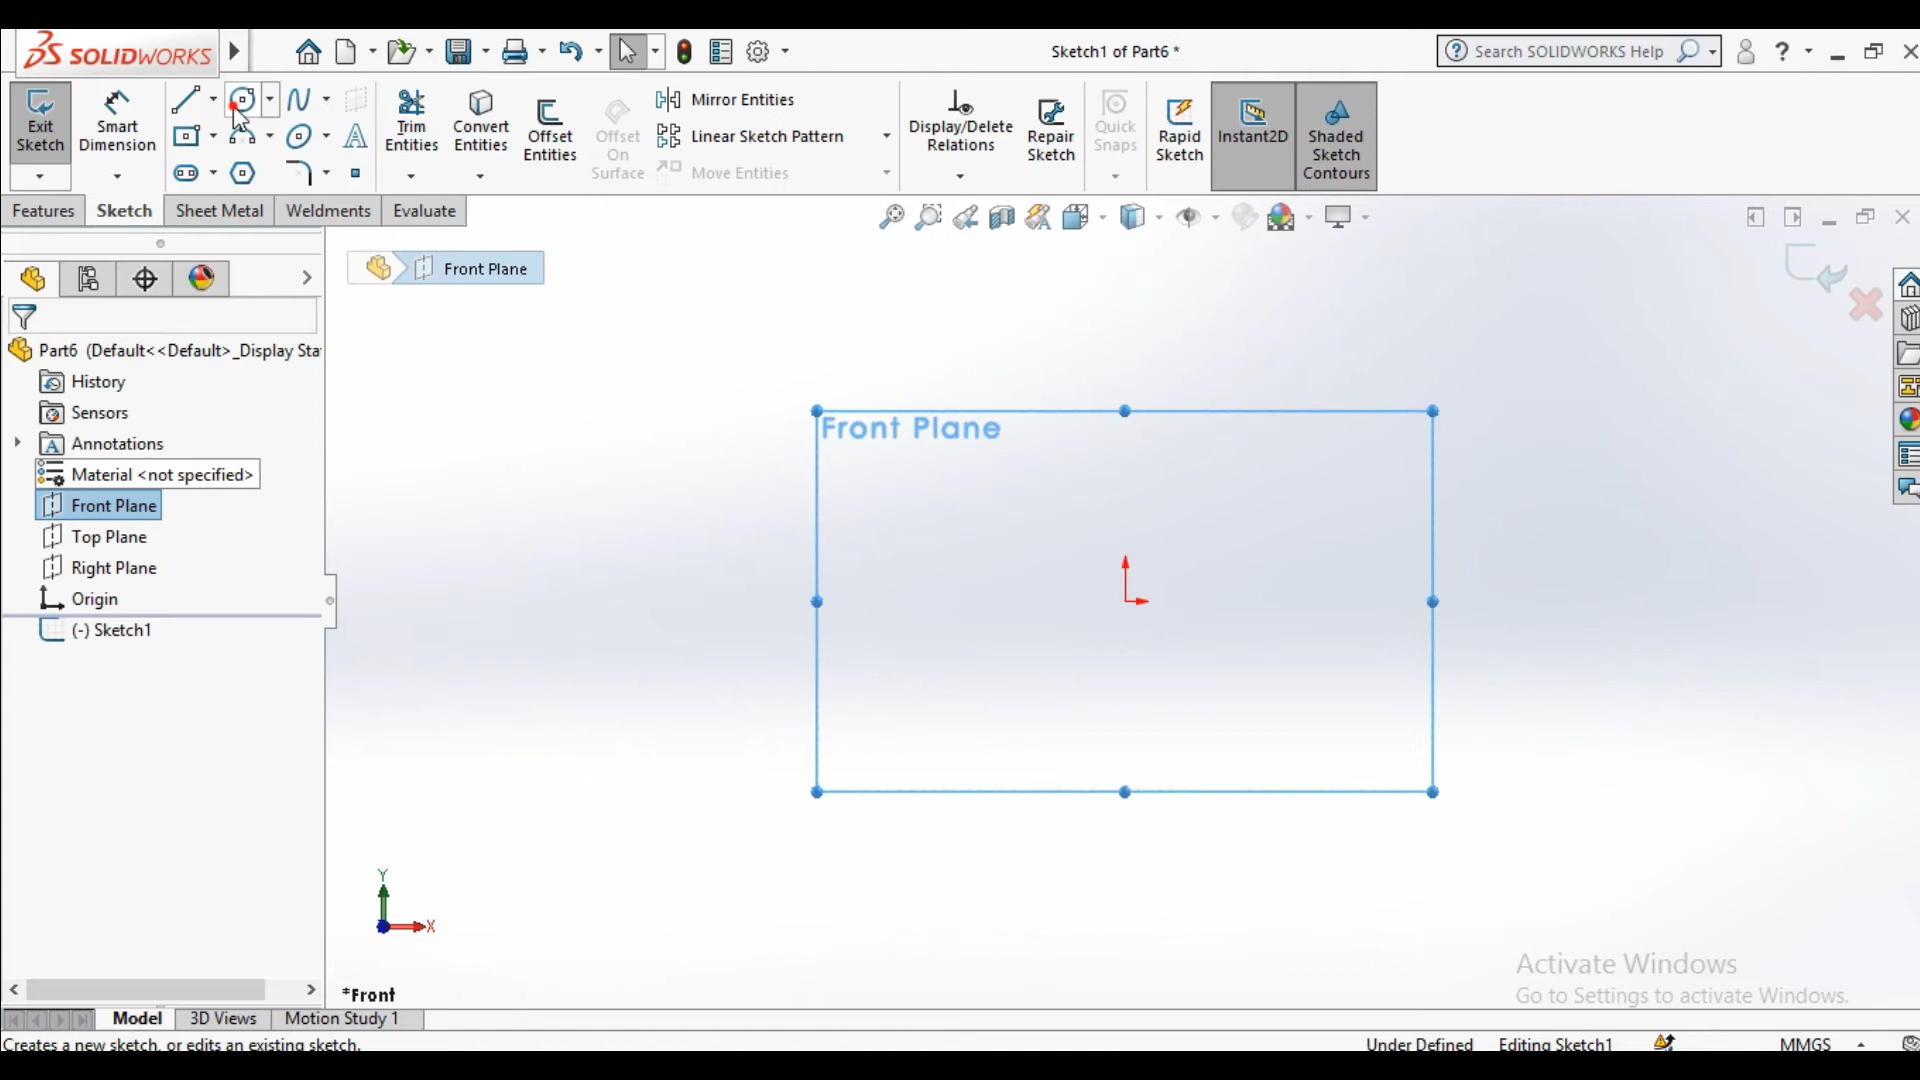 SOLIDWORKS
Sketch1 of Part6 *
Search SOLIDWORKS Help
Exit Sketch
Smart Dimension
Trim Entities
Convert Entities
Offset Entities
Offset On Surface
Mirror Entities
Linear Sketch Pattern
Move Entities
Display/Delete Relations
Repair Sketch
Quick Snaps
Rapid Sketch
Instant2D
Shaded Sketch Contours
Features
Sketch
Sheet Metal
Weldments
Evaluate
Front Plane
Part6 (Default<<Default>_Display Sta
History
Sensors
Annotations
Material <not specified>
Front Plane
Top Plane
Right Plane
Origin
(-) Sketch1
Front Plane
Y
X
*Front
Activate Windows
Go to Settings to activate Windows.
Model
3D Views
Motion Study 1
Creates a new sketch, or edits an existing sketch.
Under Defined
Editing Sketch1
MMGS